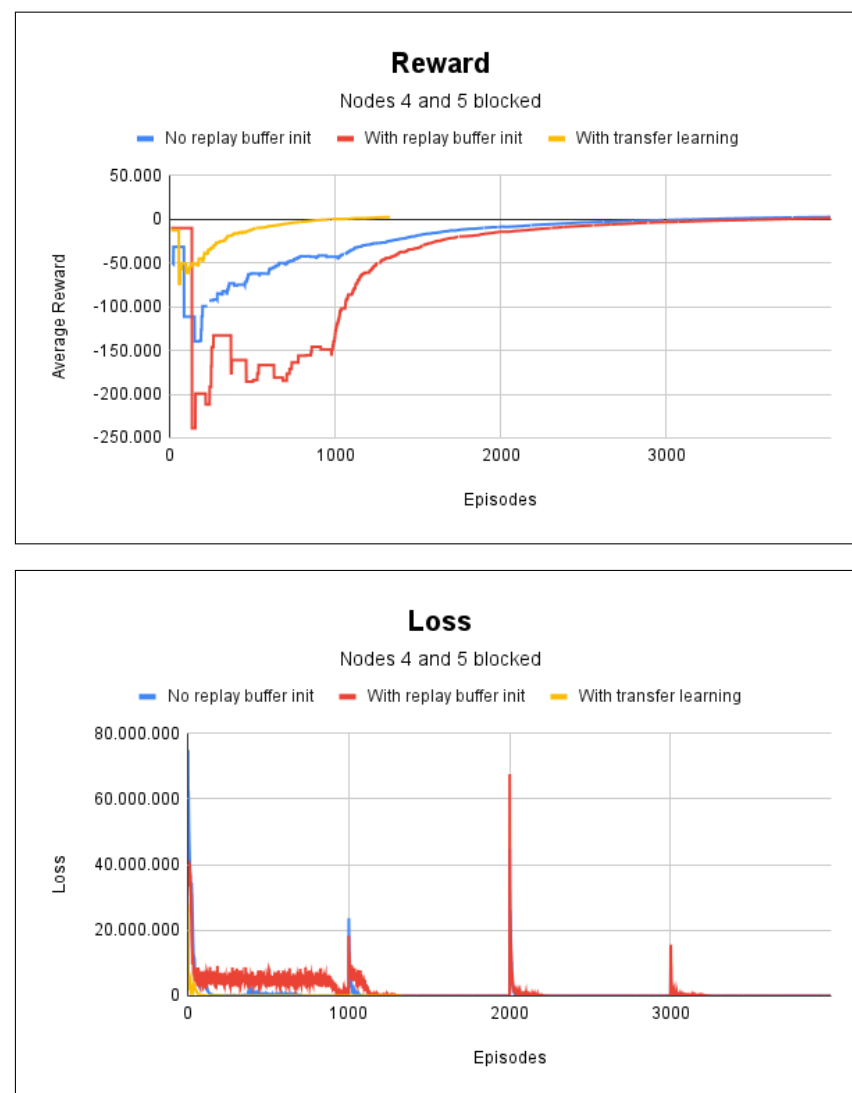 Reward
Nodes 4 and 5 blocked
No replay buffer init With replay buffer init With transfer learning
50.000
0
-50.000
-100.000
-150.000
-200.000
-250.000
Average Reward
0 1000 2000 3000
Episodes
Loss
Nodes 4 and 5 blocked
No replay buffer init With replay buffer init With transfer learning
80.000.000
60.000.000
40.000.000
20.000.000
0
Loss
0 1000 2000 3000
Episodes